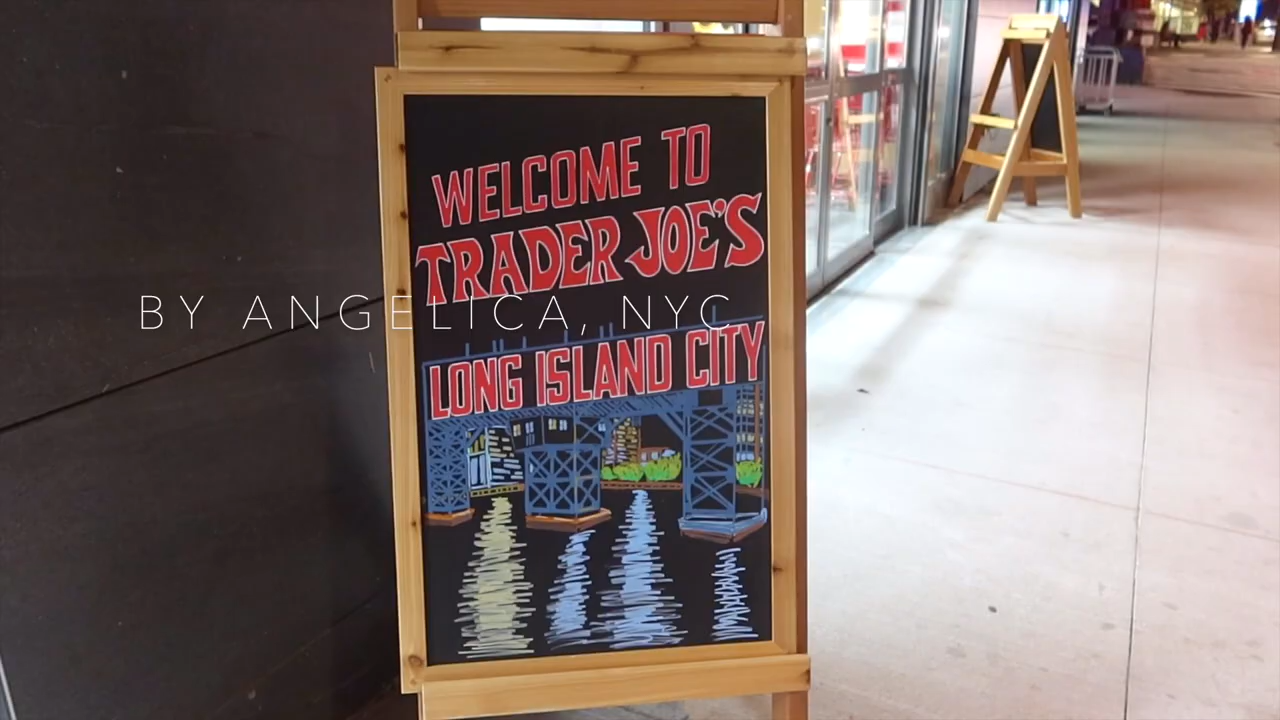 WELCOME TO
TRADER JOE'S
BY ANGELICA, NYC
LONG ISLAND CITY